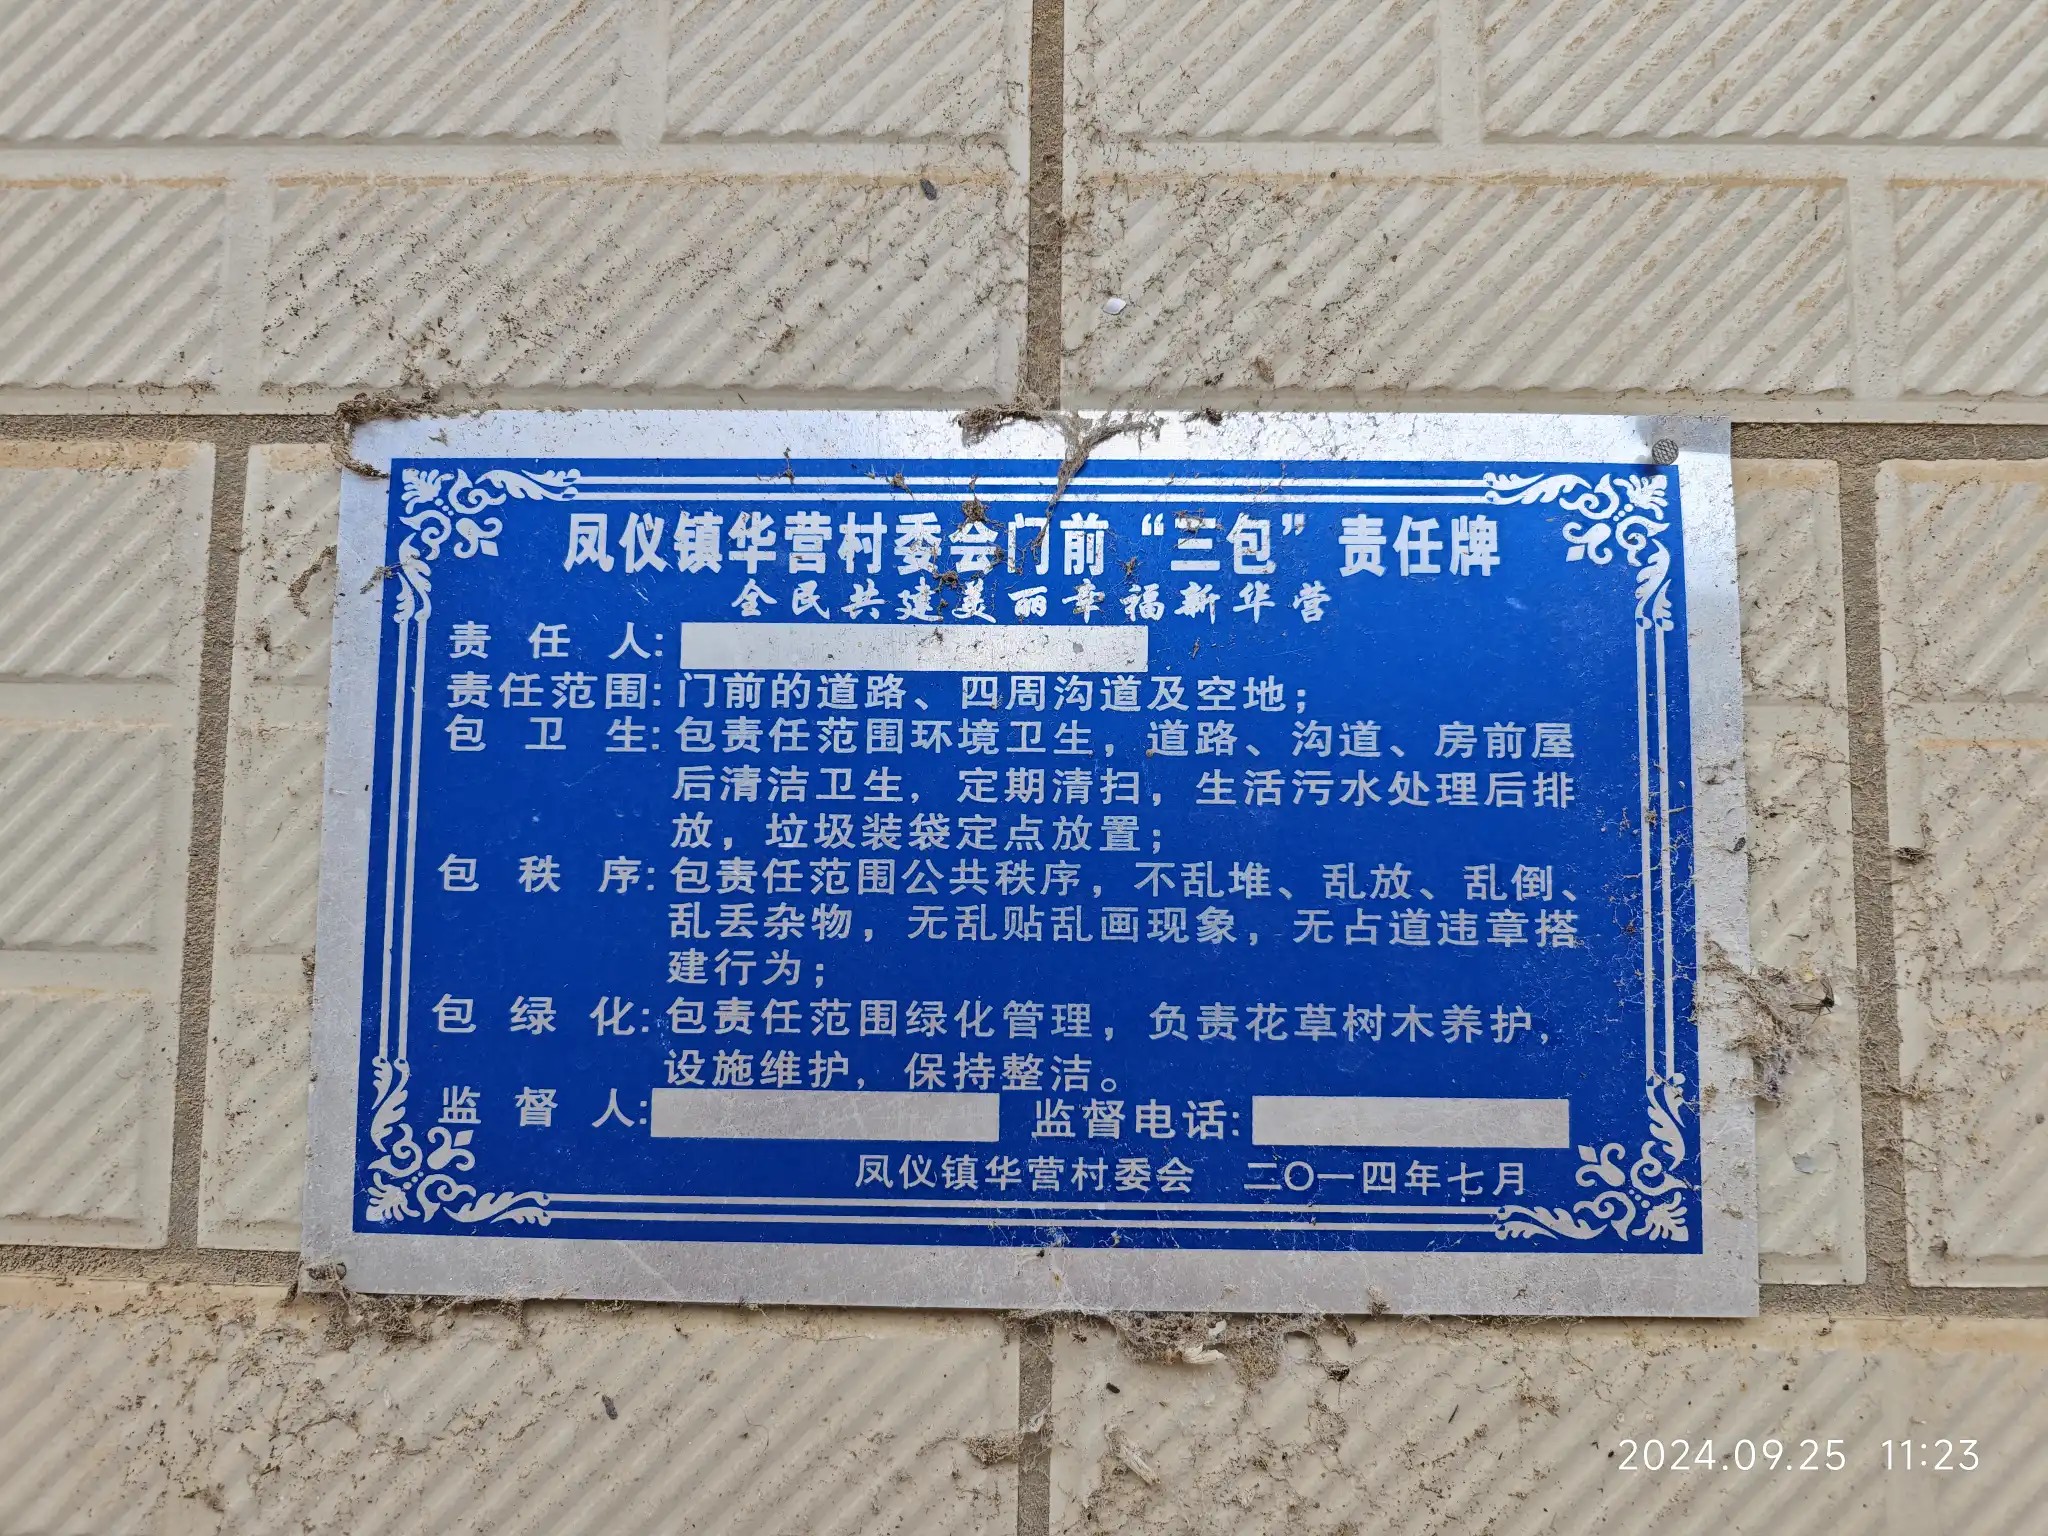 凤仪镇华营村委会门前“三包”责任牌
全民共建美丽幸福新华营
责任人:
责任范围:门前的道路、四周沟道及空地;
包卫生:包责任范围环境卫生，道路、沟道、房前屋
后清洁卫生，定期清扫，生活污水处理后排
放，垃圾装袋定点放置;
包秩序:包责任范围公共秩序，不乱堆、乱放、乱倒、
乱丢杂物，无乱贴乱画现象，无占道违章搭
建行为;
包绿化:包责任范围绿化管理，负责花草树木养护，
设施维护，保持整洁。
监督人: 监督电话:
凤仪镇华营村委会 二〇一四年七月
2024.09.25 11:23